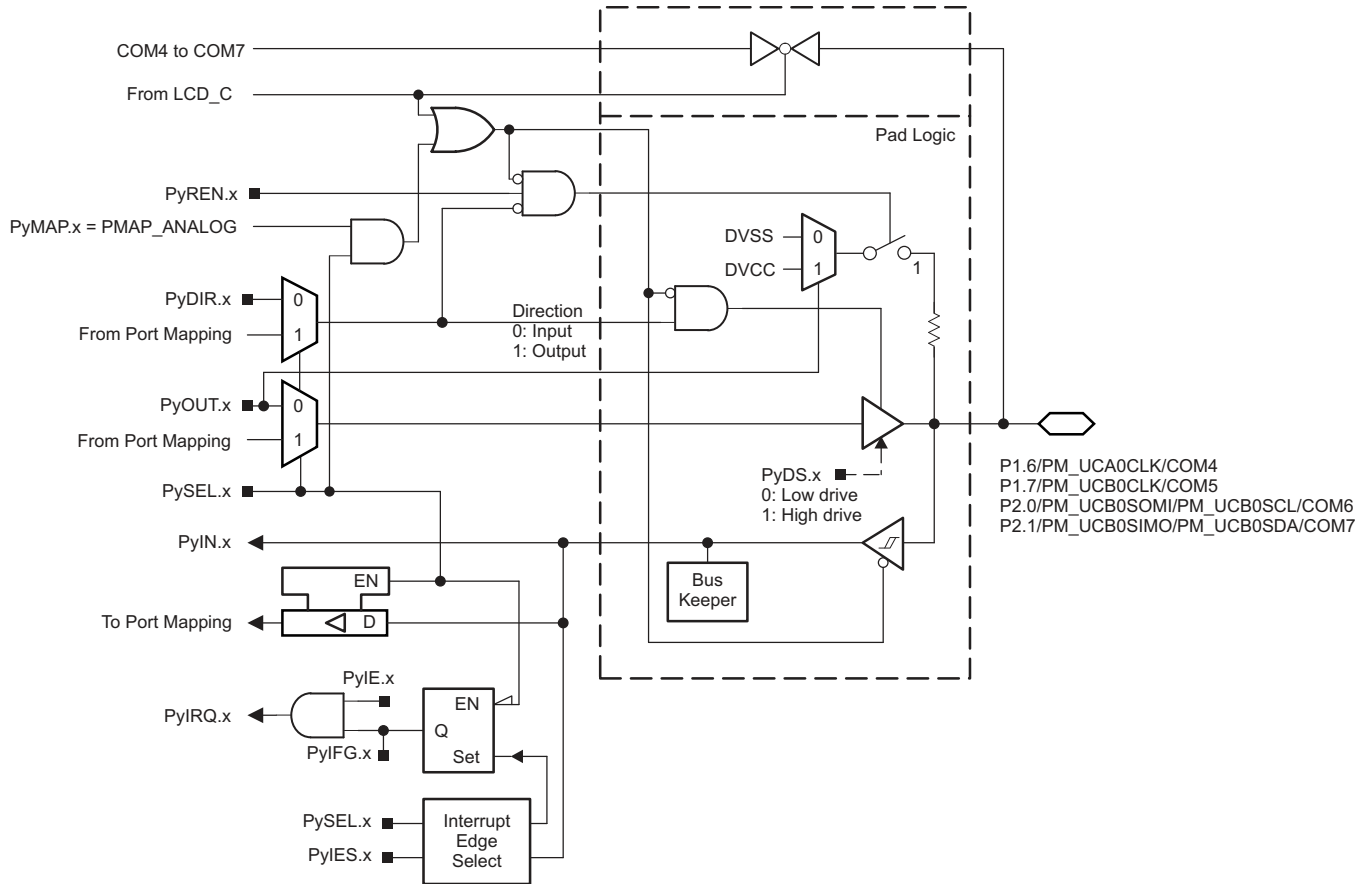 COM4 to COM7
From LCD_C
Pad Logic
PyREN.x
PyMAP.x = PMAP_ANALOG
DVSS
0
DVCC
1
1
PyDIR.x
0
From Port Mapping
1
Direction
0: Input
1: Output
PyOUT.x
0
From Port Mapping
1
PySEL.x
PyDS.x
0: Low drive
1: High drive
P1.6/PM_UCA0CLK/COM4
P1.7/PM_UCB0CLK/COM5
P2.0/PM_UCB0SOMI/PM_UCB0SCL/COM6
P2.1/PM_UCB0SIMO/PM_UCB0SDA/COM7
PyIN.x
Bus
Keeper
EN
To Port Mapping
D
PyIE.x
EN
PyIRQ.x
Q
PyIFG.x
Set
PySEL.x
PyIES.x
Interrupt
Edge
Select